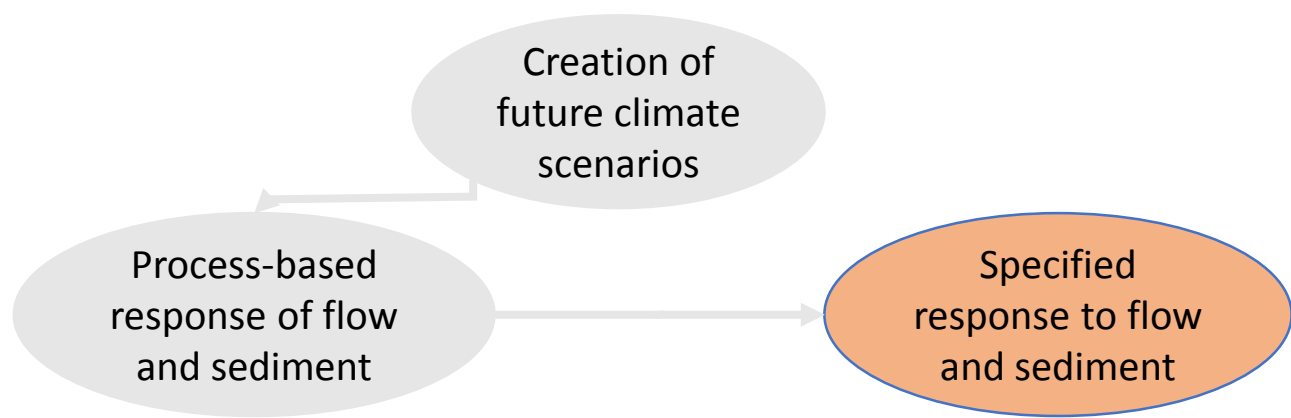 Creation of
future climate
scenarios
Process-based
response of flow
and sediment
Specified
response to flow
and sediment